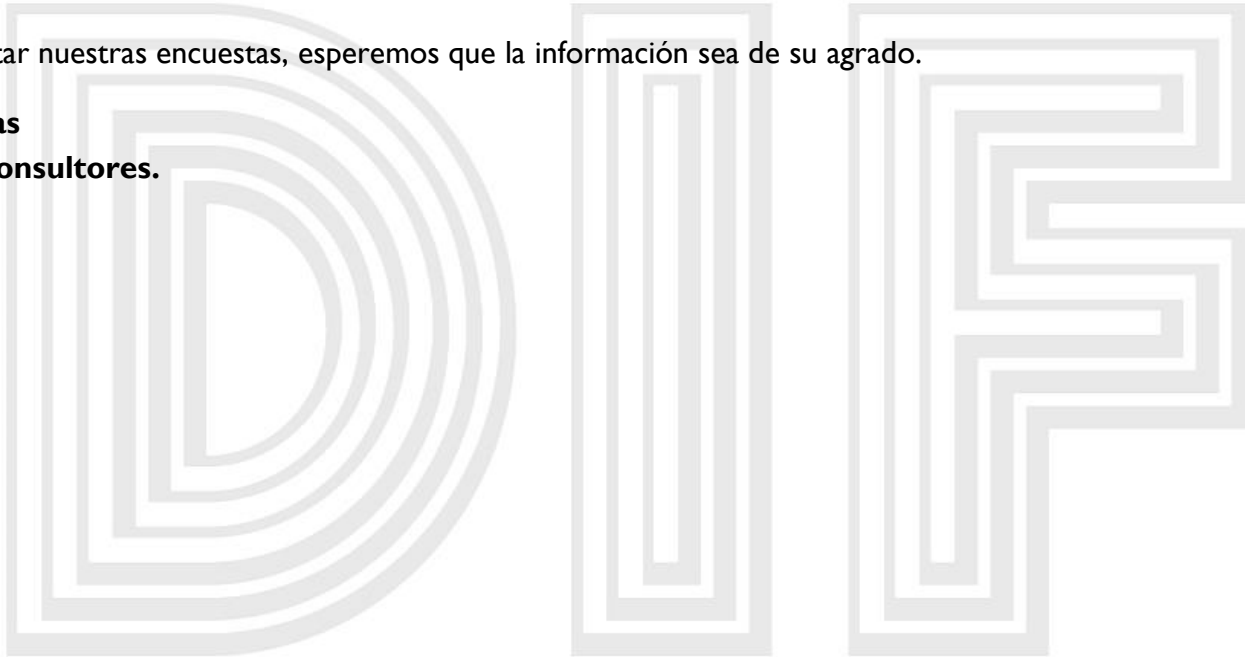 tar nuestras encuestas, esperemos que la información sea de su agrado.
as
onsultores.
DIF